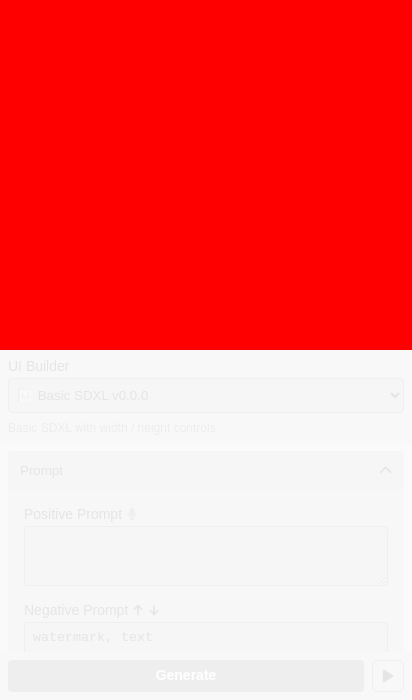 UI Builder
Basic SDXL v0.0.0
Basic SDXL with width / height controls
Prompt
Positive Prompt
Negative Prompt
watermark, text
Generate